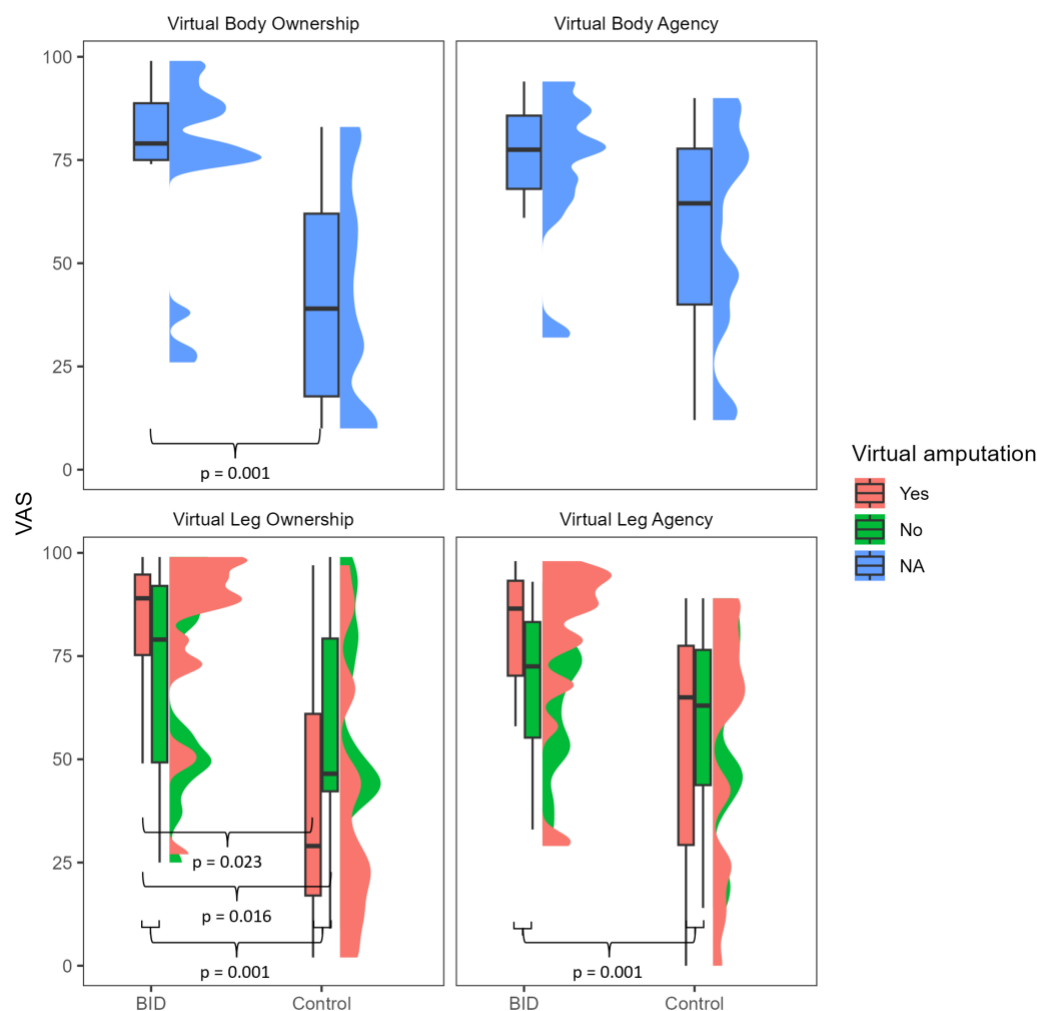 Virtual Body Ownership
Virtual Body Agency
100
75
50
25
0
p = 0.001
VAS
Virtual Leg Ownership
Virtual Leg Agency
100
75
50
25
0
p = 0.023
p = 0.016
p = 0.001
p = 0.001
BID
Control
BID
Control
Virtual amputation
Yes
No
NA